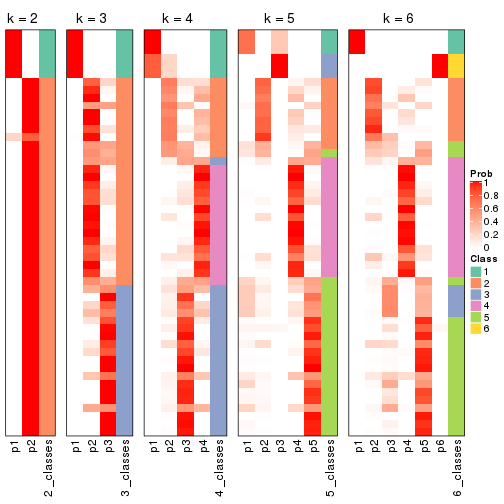 k = 2
k = 3
k = 4
k = 5
k = 6
p1
p2
2_classes
p1
p2
p3
3_classes
p1
p2
p3
p4
4_classes
p1
p2
p3
p4
p5
5_classes
p1
p2
p3
p4
p5
p6
6_classes
Prob
1
0.8
0.6
0.4
0.2
0
Class
1
2
3
4
5
6